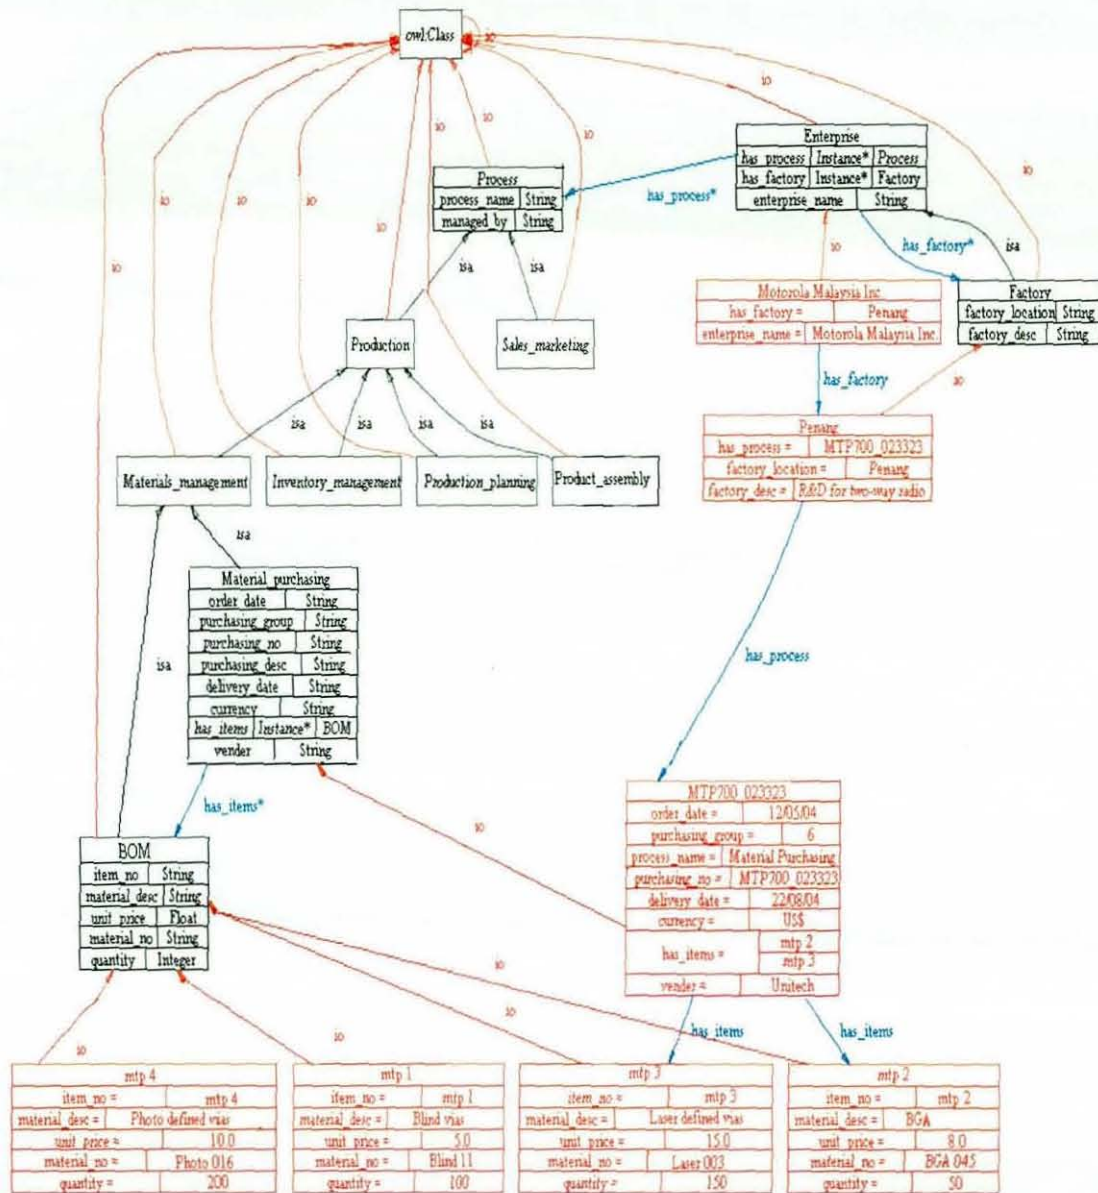 owl:Class
io
io
io
Enterprise
has_process Instance* Process
has_factory Instance* Factory
enterprise_name String
Process
process_name String
managed_by String
has_process*
io
io
io
io
io
io
io
has_factory*
isa
isa
isa
Motorola Malaysia Inc.
has_factory = Penang
enterprise_name = Motorola Malaysia Inc.
Factory
factory_location String
factory_desc String
Production
Sales_marketing
has_factory
io
isa
isa
isa
isa
Penang
has_process = MTP700_023323
factory_location = Penang
factory_desc = R&D for two-way radio
Materials_management
Inventory_management
Production_planning
Product_assembly
isa
Material_purchasing
order_date String
purchasing_group String
purchasing_no String
purchasing_desc String
delivery_date String
currency String
has_items Instance* BOM
vender String
isa
has_process
has_items*
io
MTP700_023323
order_date = 12/05/04
purchasing_group = 6
process_name = Material Purchasing
purchasing_no = MTP700_023323
delivery_date = 22/08/04
currency = US$
has_items = mtp 2
mtp 3
vender = Unitech
BOM
item_no String
material_desc String
unit_price Float
material_no String
quantity Integer
io
io
io
io
has_items
has_items
mtp 4
item_no = mtp 4
material_desc = Photo defined vias
unit_price = 10.0
material_no = Photo 016
quantity = 200
mtp 1
item_no = mtp 1
material_desc = Blind vias
unit_price = 5.0
material_no = Blind 11
quantity = 100
mtp 3
item_no = mtp 3
material_desc = Laser defined vias
unit_price = 15.0
material_no = Laser 003
quantity = 150
mtp 2
item_no = mtp 2
material_desc = BGA
unit_price = 8.0
material_no = BGA 045
quantity = 50